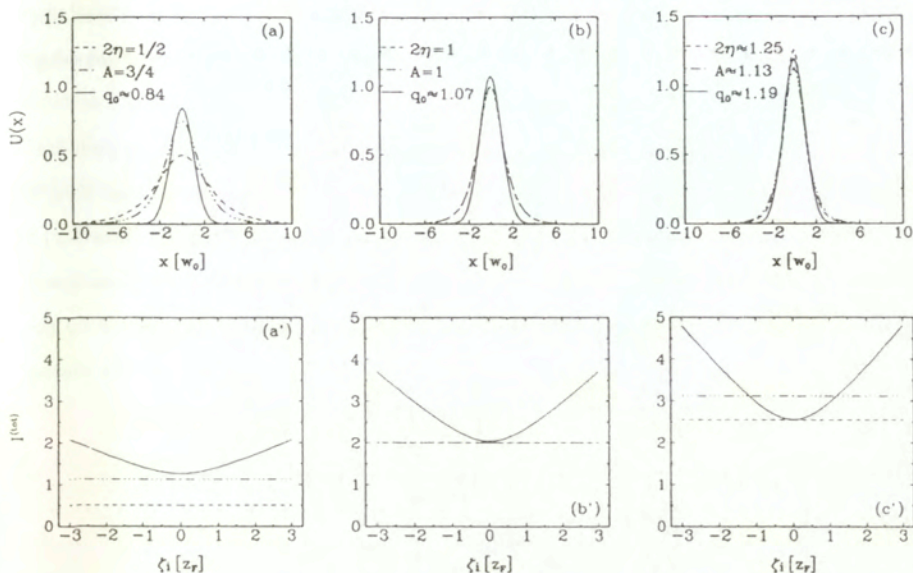 (a)
2η=1/2
A=3/4
q₀≈0.84
U(x)
1.5
1.0
0.5
0.0
-10 -6 -2 2 6 10
x [w₀]
(b)
2η=1
A=1
q₀≈1.07
1.5
1.0
0.5
0.0
-10 -6 -2 2 6 10
x [w₀]
(c)
2η≈1.25
A≈1.13
q₀≈1.19
1.5
1.0
0.5
0.0
-10 -6 -2 2 6 10
x [w₀]
(a')
I^(tot)
5
4
3
2
1
0
-3 -2 -1 0 1 2 3
ζi [z_F]
(b')
5
4
3
2
1
0
-3 -2 -1 0 1 2 3
ζi [z_F]
(c')
5
4
3
2
1
0
-3 -2 -1 0 1 2 3
ζi [z_F]